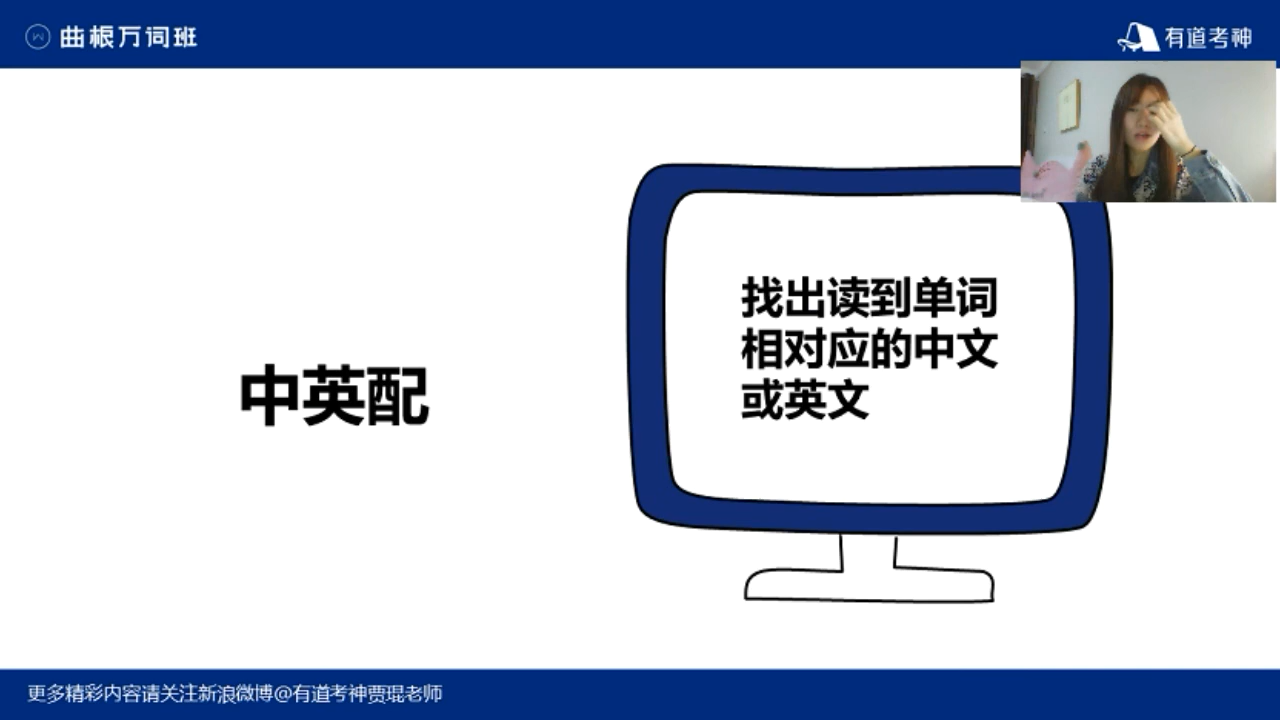 曲根万词班
有道考神
中英配
找出读到单词
相对应的中文
或英文
更多精彩内容请关注新浪微博@有道考神贾琨老师